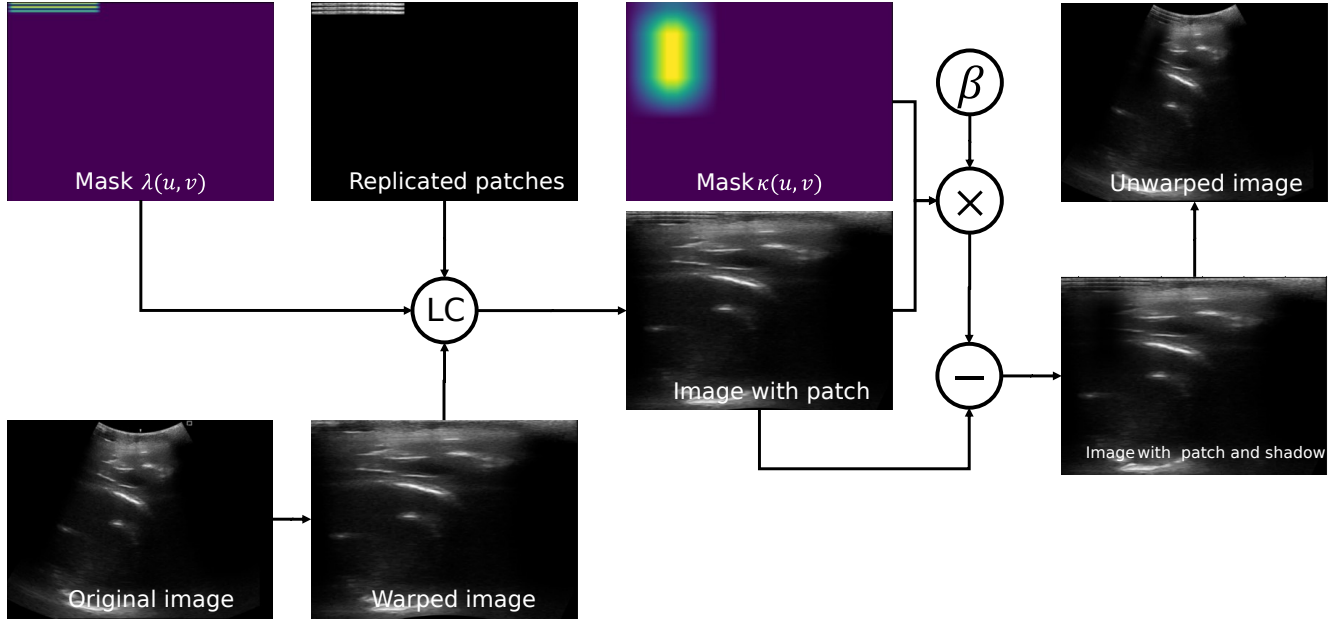 Mask λ(u, v)
Replicated patches
Mask κ(u, v)
β
×
Unwarped image
LC
Image with patch
−
Image with patch and shadow
Original image
Warped image